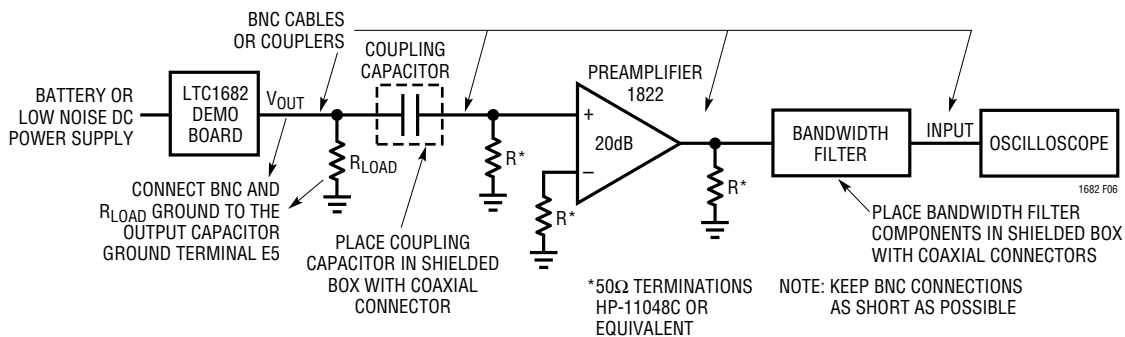 BNC CABLES
OR COUPLERS
COUPLING
CAPACITOR
PREAMPLIFIER
1822
BATTERY OR
LOW NOISE DC
POWER SUPPLY
LTC1682
DEMO
BOARD
VOUT
+
20dB
−
BANDWIDTH
FILTER
INPUT
OSCILLOSCOPE
1682 F06
RLOAD
R*
R*
R*
CONNECT BNC AND
RLOAD GROUND TO THE
OUTPUT CAPACITOR
GROUND TERMINAL E5
PLACE COUPLING
CAPACITOR IN SHIELDED
BOX WITH COAXIAL
CONNECTOR
PLACE BANDWIDTH FILTER
COMPONENTS IN SHIELDED BOX
WITH COAXIAL CONNECTORS
*50Ω TERMINATIONS
HP-11048C OR
EQUIVALENT
NOTE: KEEP BNC CONNECTIONS
AS SHORT AS POSSIBLE